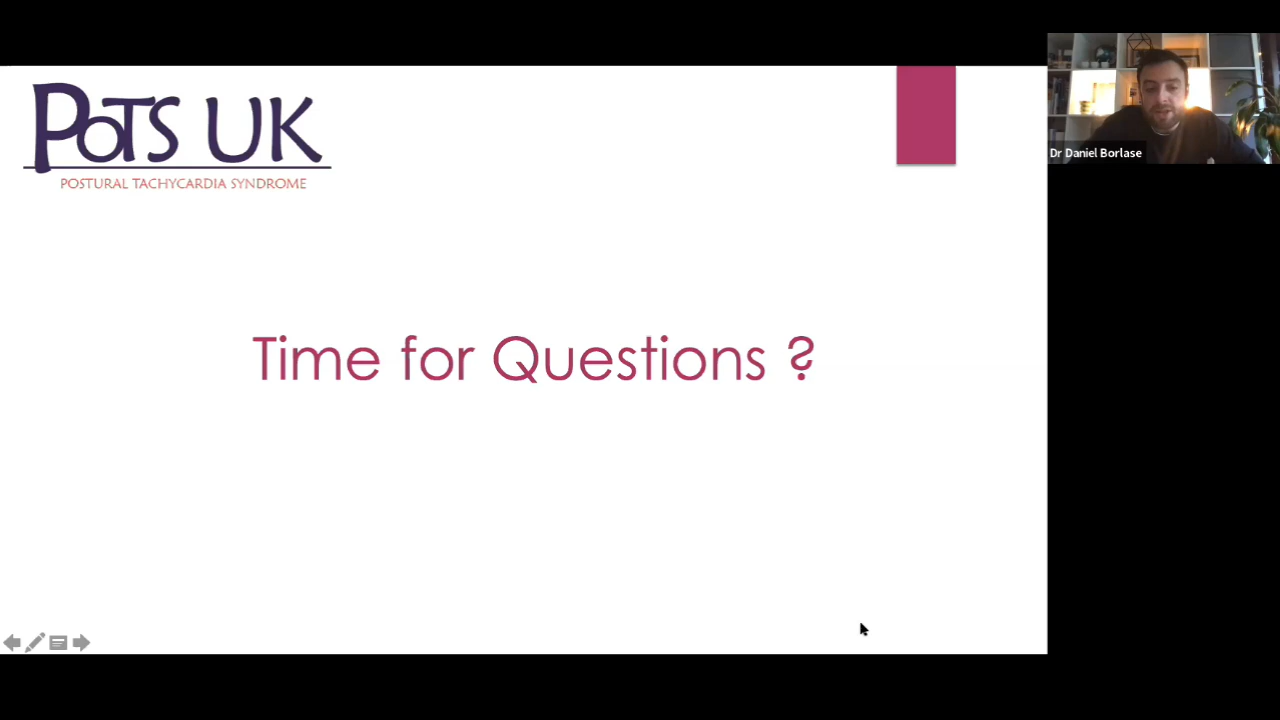 PoTS UK
POSTURAL TACHYCARDIA SYNDROME
Dr Daniel Borlase
Time for Questions ?